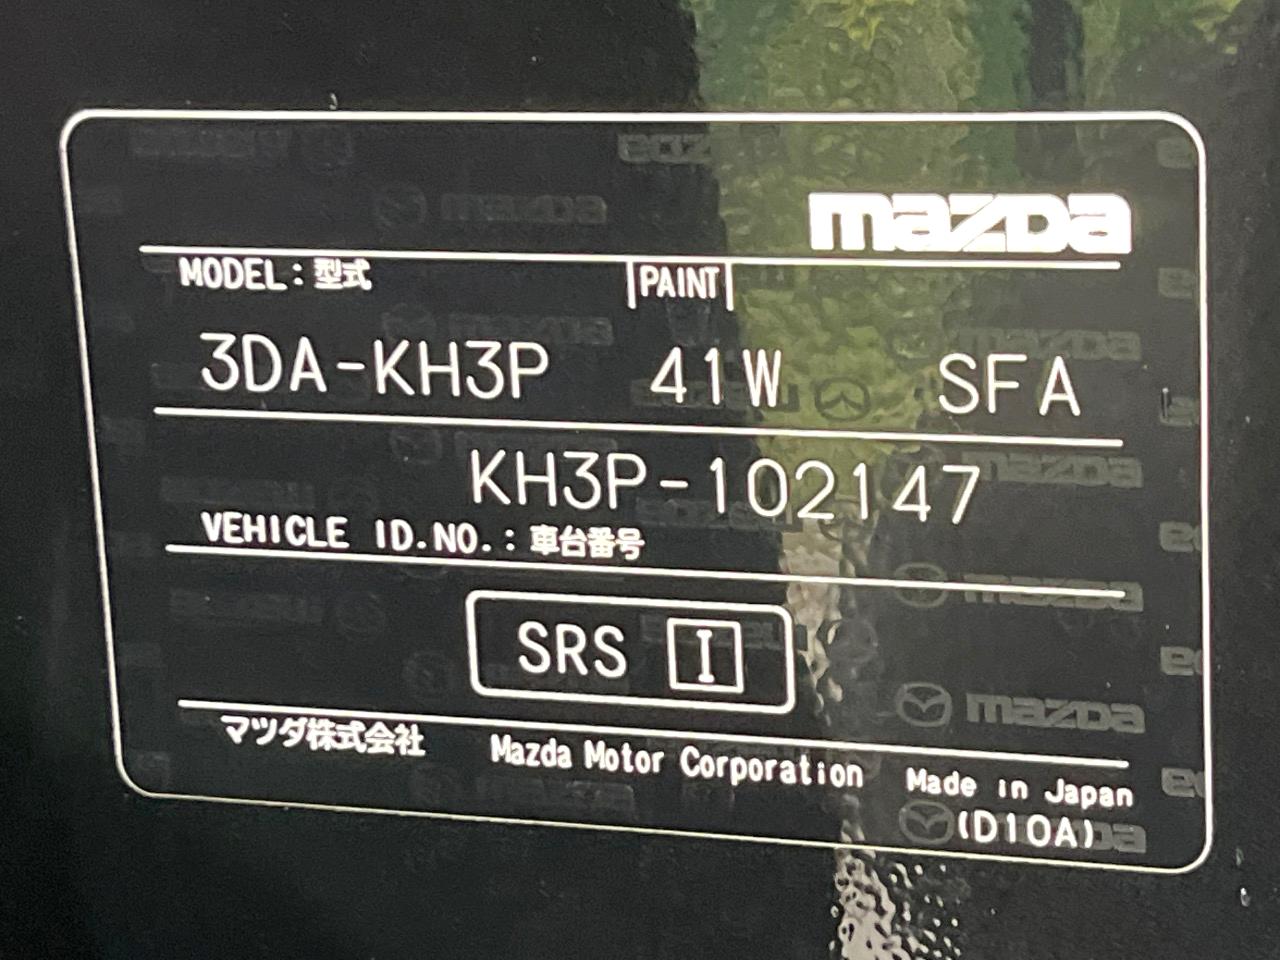 mazda
MODEL:型式 PAINT
3DA-KH3P 41W SFA
KH3P-102147
VEHICLE ID.NO.:車台番号
SRS I
マツダ株式会社 Mazda Motor Corporation Made in Japan
(D10A)